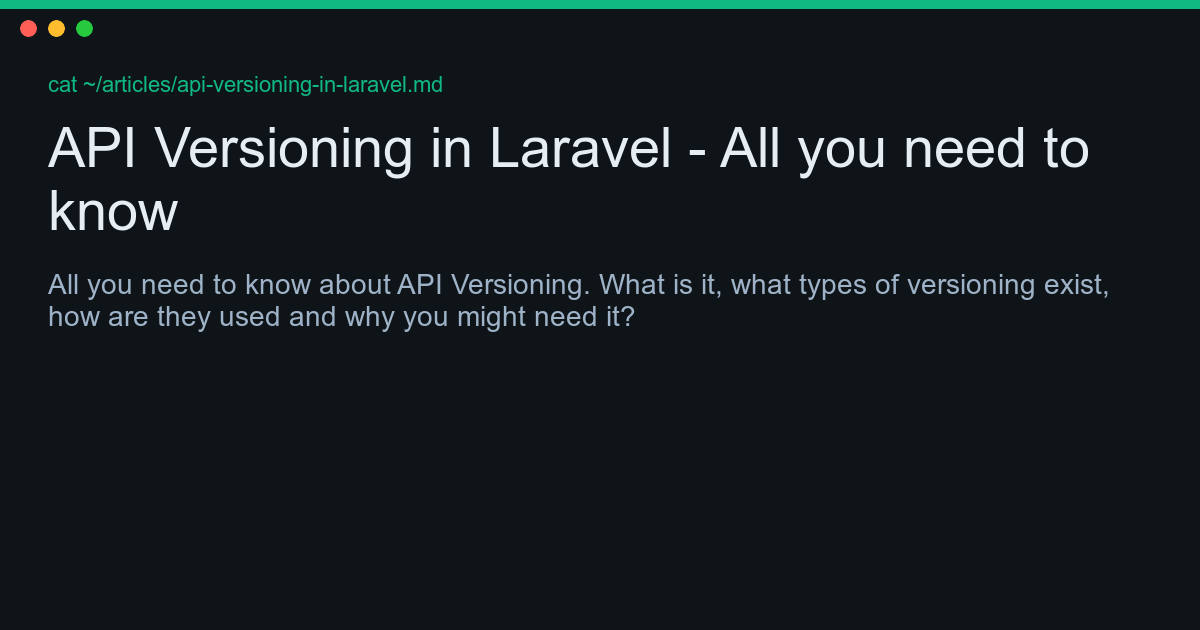 cat ~/articles/api-versioning-in-laravel.md
API Versioning in Laravel - All you need to
know
All you need to know about API Versioning. What is it, what types of versioning exist,
how are they used and why you might need it?